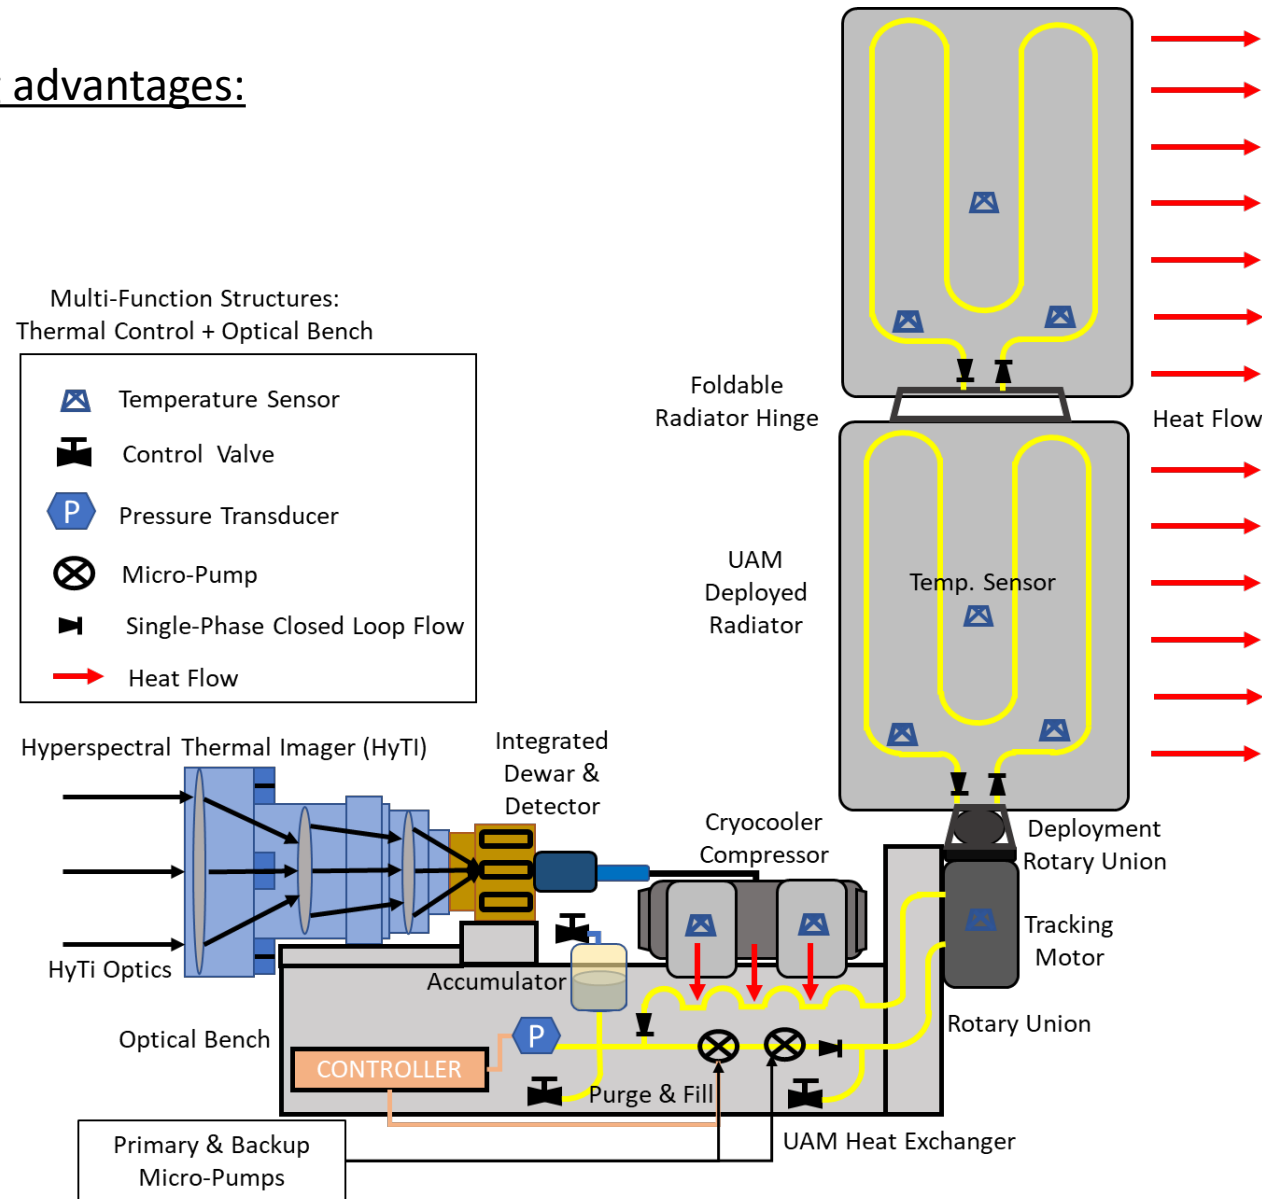 advantages:
Multi-Function Structures:
Thermal Control + Optical Bench
Temperature Sensor
Control Valve
P
Pressure Transducer
Micro-Pump
Single-Phase Closed Loop Flow
Heat Flow
Foldable
Radiator Hinge
Heat Flow
UAM
Deployed
Radiator
Temp. Sensor
Hyperspectral Thermal Imager (HyTI)
Integrated
Dewar &
Detector
Cryocooler
Compressor
Deployment
Rotary Union
Tracking
Motor
HyTi Optics
Accumulator
Rotary Union
Optical Bench
P
CONTROLLER
Purge & Fill
UAM Heat Exchanger
Primary & Backup
Micro-Pumps